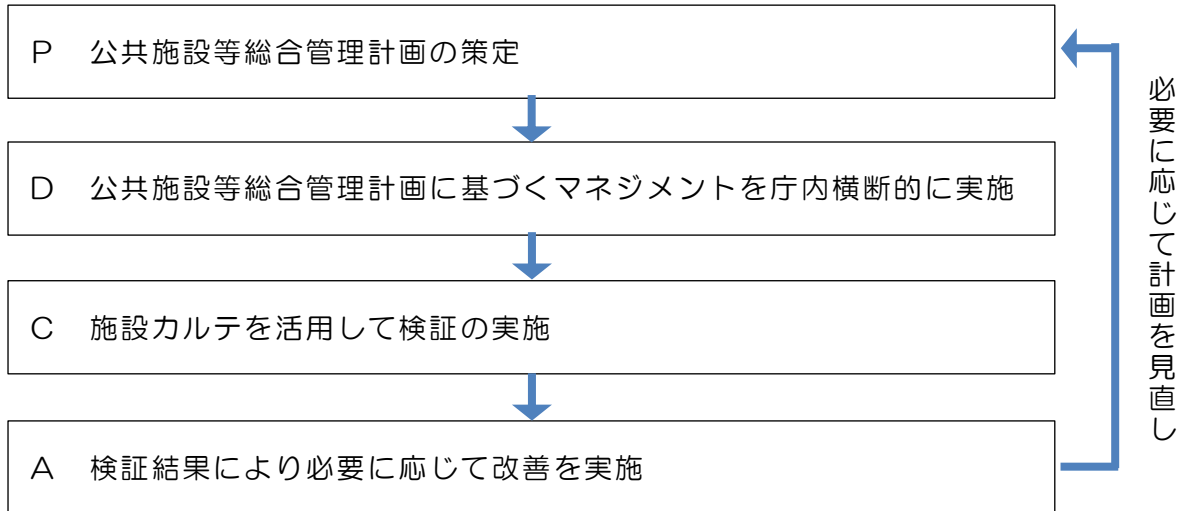 P 公共施設等総合管理計画の策定
D 公共施設等総合管理計画に基づくマネジメントを庁内横断的に実施
C 施設カルテを活用して検証の実施
A 検証結果により必要に応じて改善を実施
必要に応じて計画を見直し